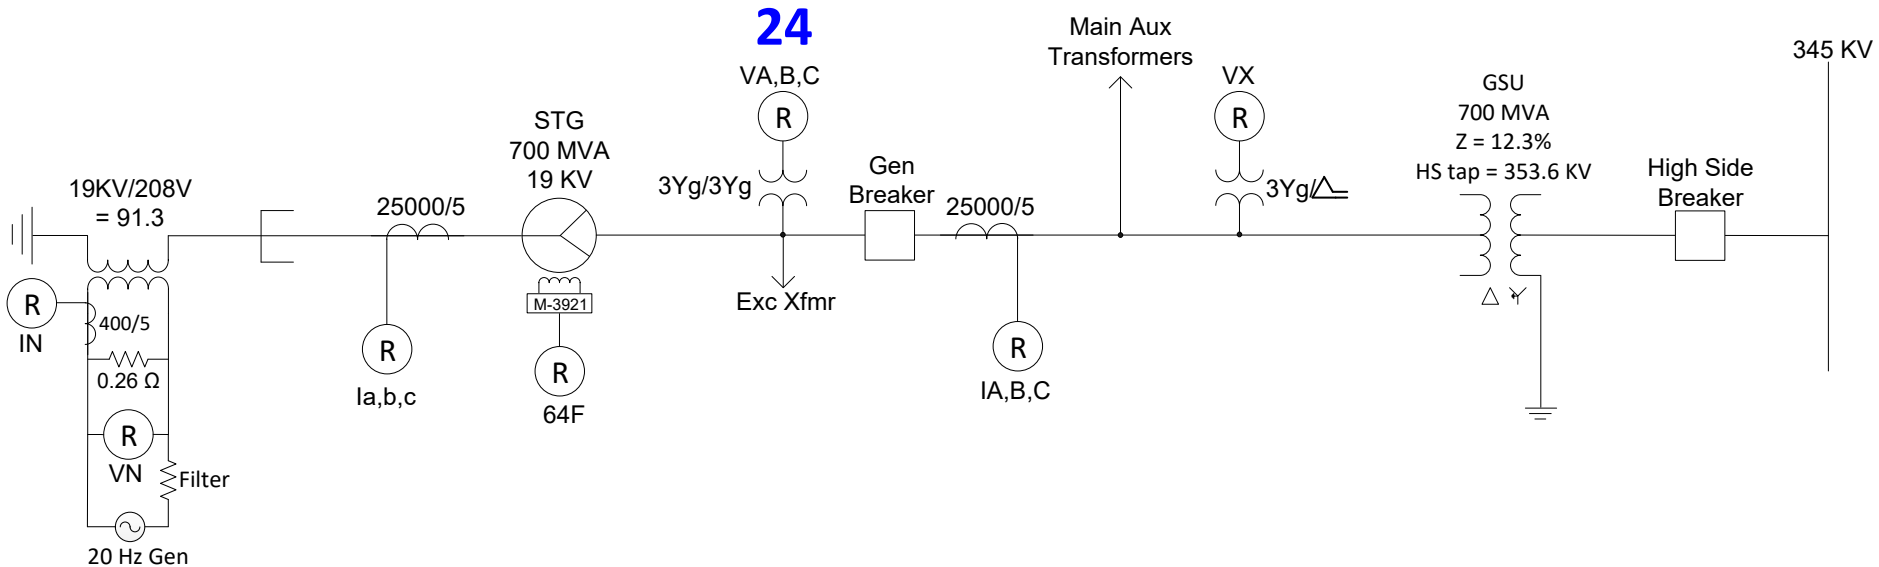 24
VA,B,C
R
Main Aux
Transformers
VX
R
345 KV
GSU
700 MVA
Z = 12.3%
HS tap = 353.6 KV
STG
700 MVA
19 KV
3Yg/3Yg
Gen
Breaker
3Yg/
High Side
Breaker
19KV/208V
= 91.3
25000/5
25000/5
R
IN
400/5
0.26 Ω
R
VN
Filter
20 Hz Gen
R
Ia,b,c
M-3921
R
64F
Exc Xfmr
R
IA,B,C